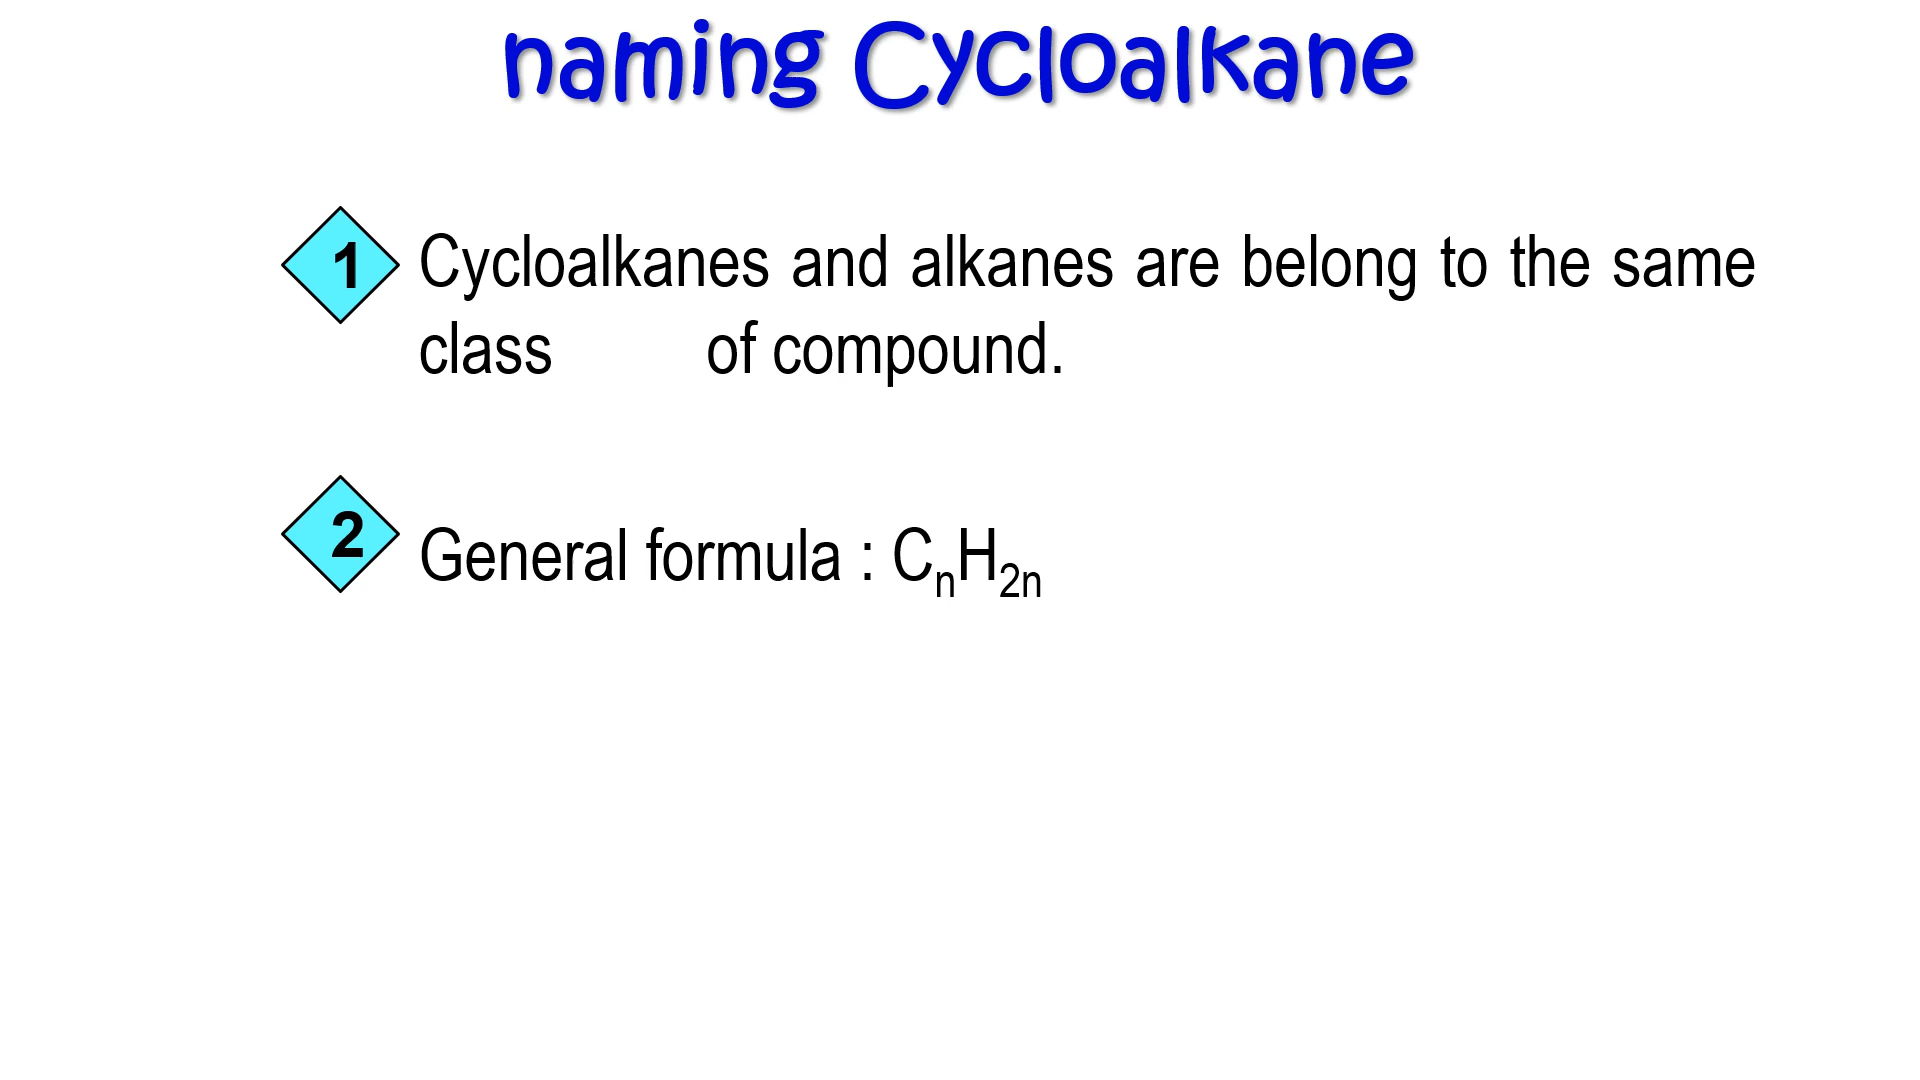 naming Cycloalkane
1 Cycloalkanes and alkanes are belong to the same
class of compound.
2 General formula : CₙH₂ₙ